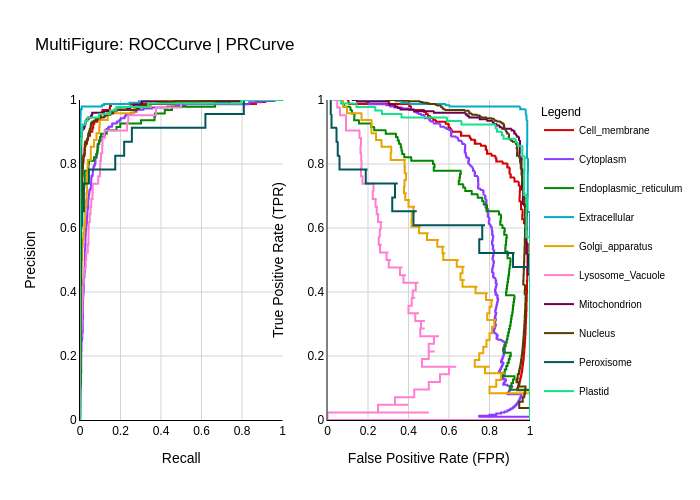 MultiFigure: ROCCurve | PRCurve
Precision
1
0.8
0.6
0.4
0.2
0
0 0.2 0.4 0.6 0.8 1
Recall
True Positive Rate (TPR)
1
0.8
0.6
0.4
0.2
0
0 0.2 0.4 0.6 0.8 1
False Positive Rate (FPR)
Legend
Cell_membrane
Cytoplasm
Endoplasmic_reticulum
Extracellular
Golgi_apparatus
Lysosome_Vacuole
Mitochondrion
Nucleus
Peroxisome
Plastid